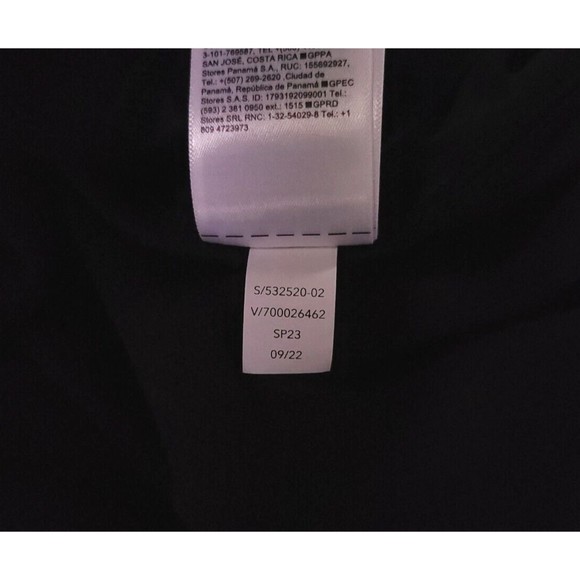 3-101-768587, TEL
SAN JOSÉ, COSTA RICA ■GPPA
Stores Panamá S.A., RUC: 155692927,
Tel.: +(507) 269-2620 ,Ciudad de
Panamá, República de Panamá ■GPEC
Stores S.A.S. ID: 1793192099001 Tel.:
(593) 2 361 0950 ext.: 1515 ■GPRD
Stores SRL RNC: 1-32-54029-8 Tel.: +1
809 4723973
S/532520-02
V/700026462
SP23
09/22